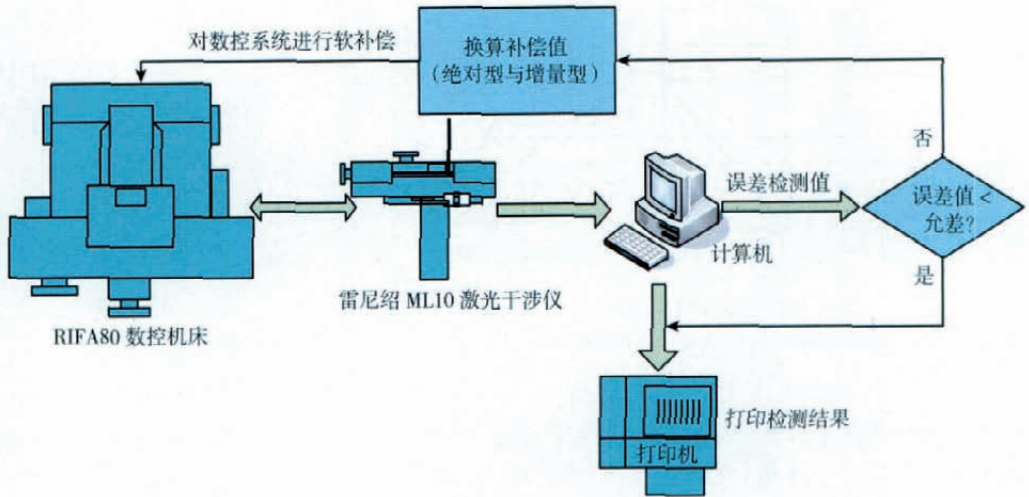 对数控系统进行软补偿
换算补偿值
（绝对型与增量型）
否
误差检测值
误差值<
允差?
计算机
是
雷尼绍 ML10 激光干涉仪
RIFA80 数控机床
打印检测结果
打印机